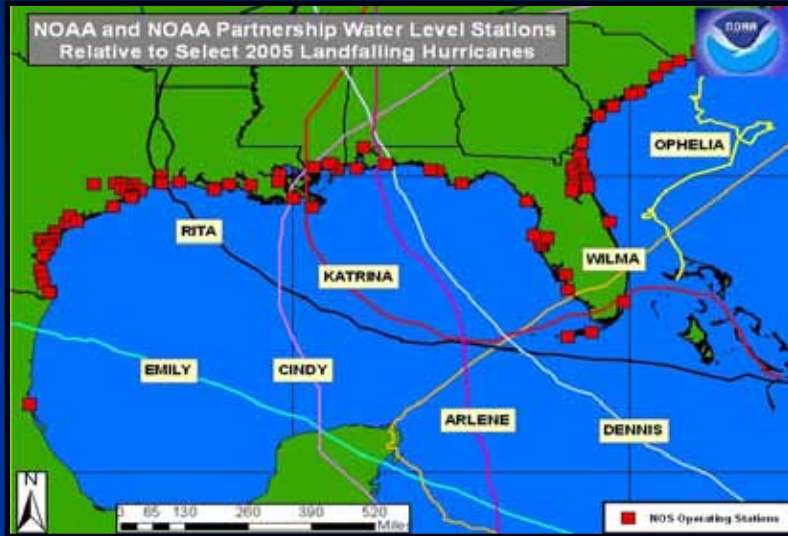 NOAA and NOAA Partnership Water Level Stations
Relative to Select 2005 Landfalling Hurricanes
NOAA
OPHELIA
RITA
WILMA
KATRINA
EMILY
CINDY
ARLENE
DENNIS
N
0 65 130 260 390 520
Miles
NOS Operating Stations